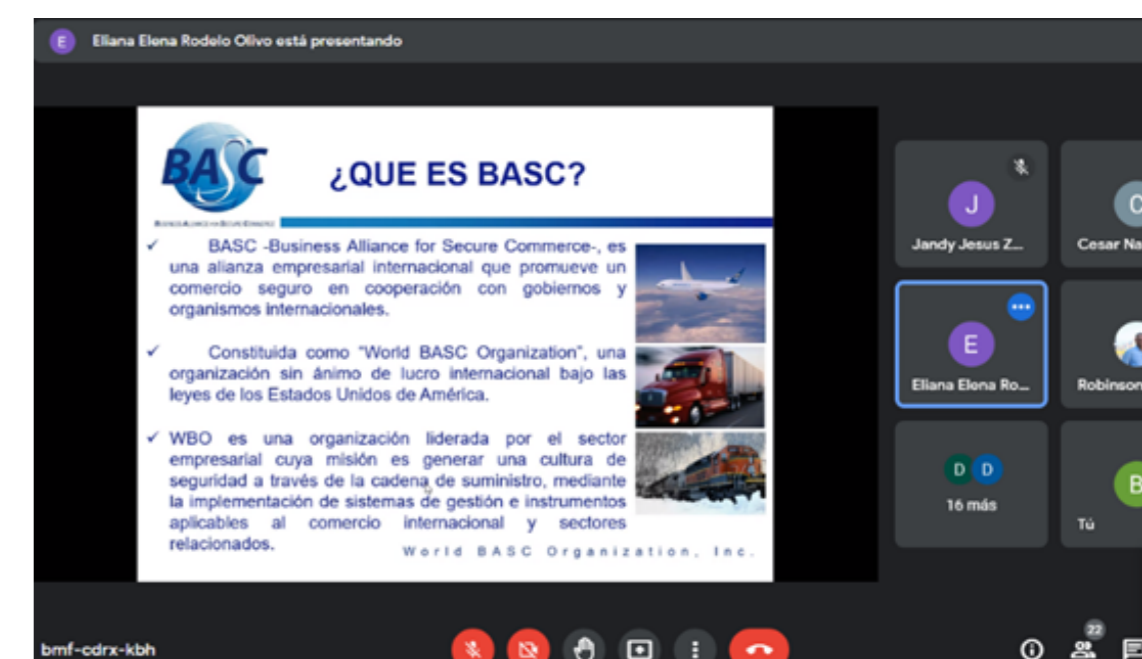 E Eliana Elena Rodelo Olivo está presentando
BASC
¿QUE ES BASC?
BUSINESS ALLIANCE FOR SECURE COMMERCE
✓ BASC -Business Alliance for Secure Commerce-, es
una alianza empresarial internacional que promueve un
comercio seguro en cooperación con gobiernos y
organismos internacionales.
✓ Constituida como "World BASC Organization", una
organización sin ánimo de lucro internacional bajo las
leyes de los Estados Unidos de América.
✓ WBO es una organización liderada por el sector
empresarial cuya misión es generar una cultura de
seguridad a través de la cadena de suministro, mediante
la implementación de sistemas de gestión e instrumentos
aplicables al comercio internacional y sectores
relacionados.
World BASC Organization, Inc.
J
Jandy Jesus Z...
C
Cesar Na
E
Eliana Elena Ro...
Robinson
D D
16 más
B
Tú
bmf-cdrx-kbh
22